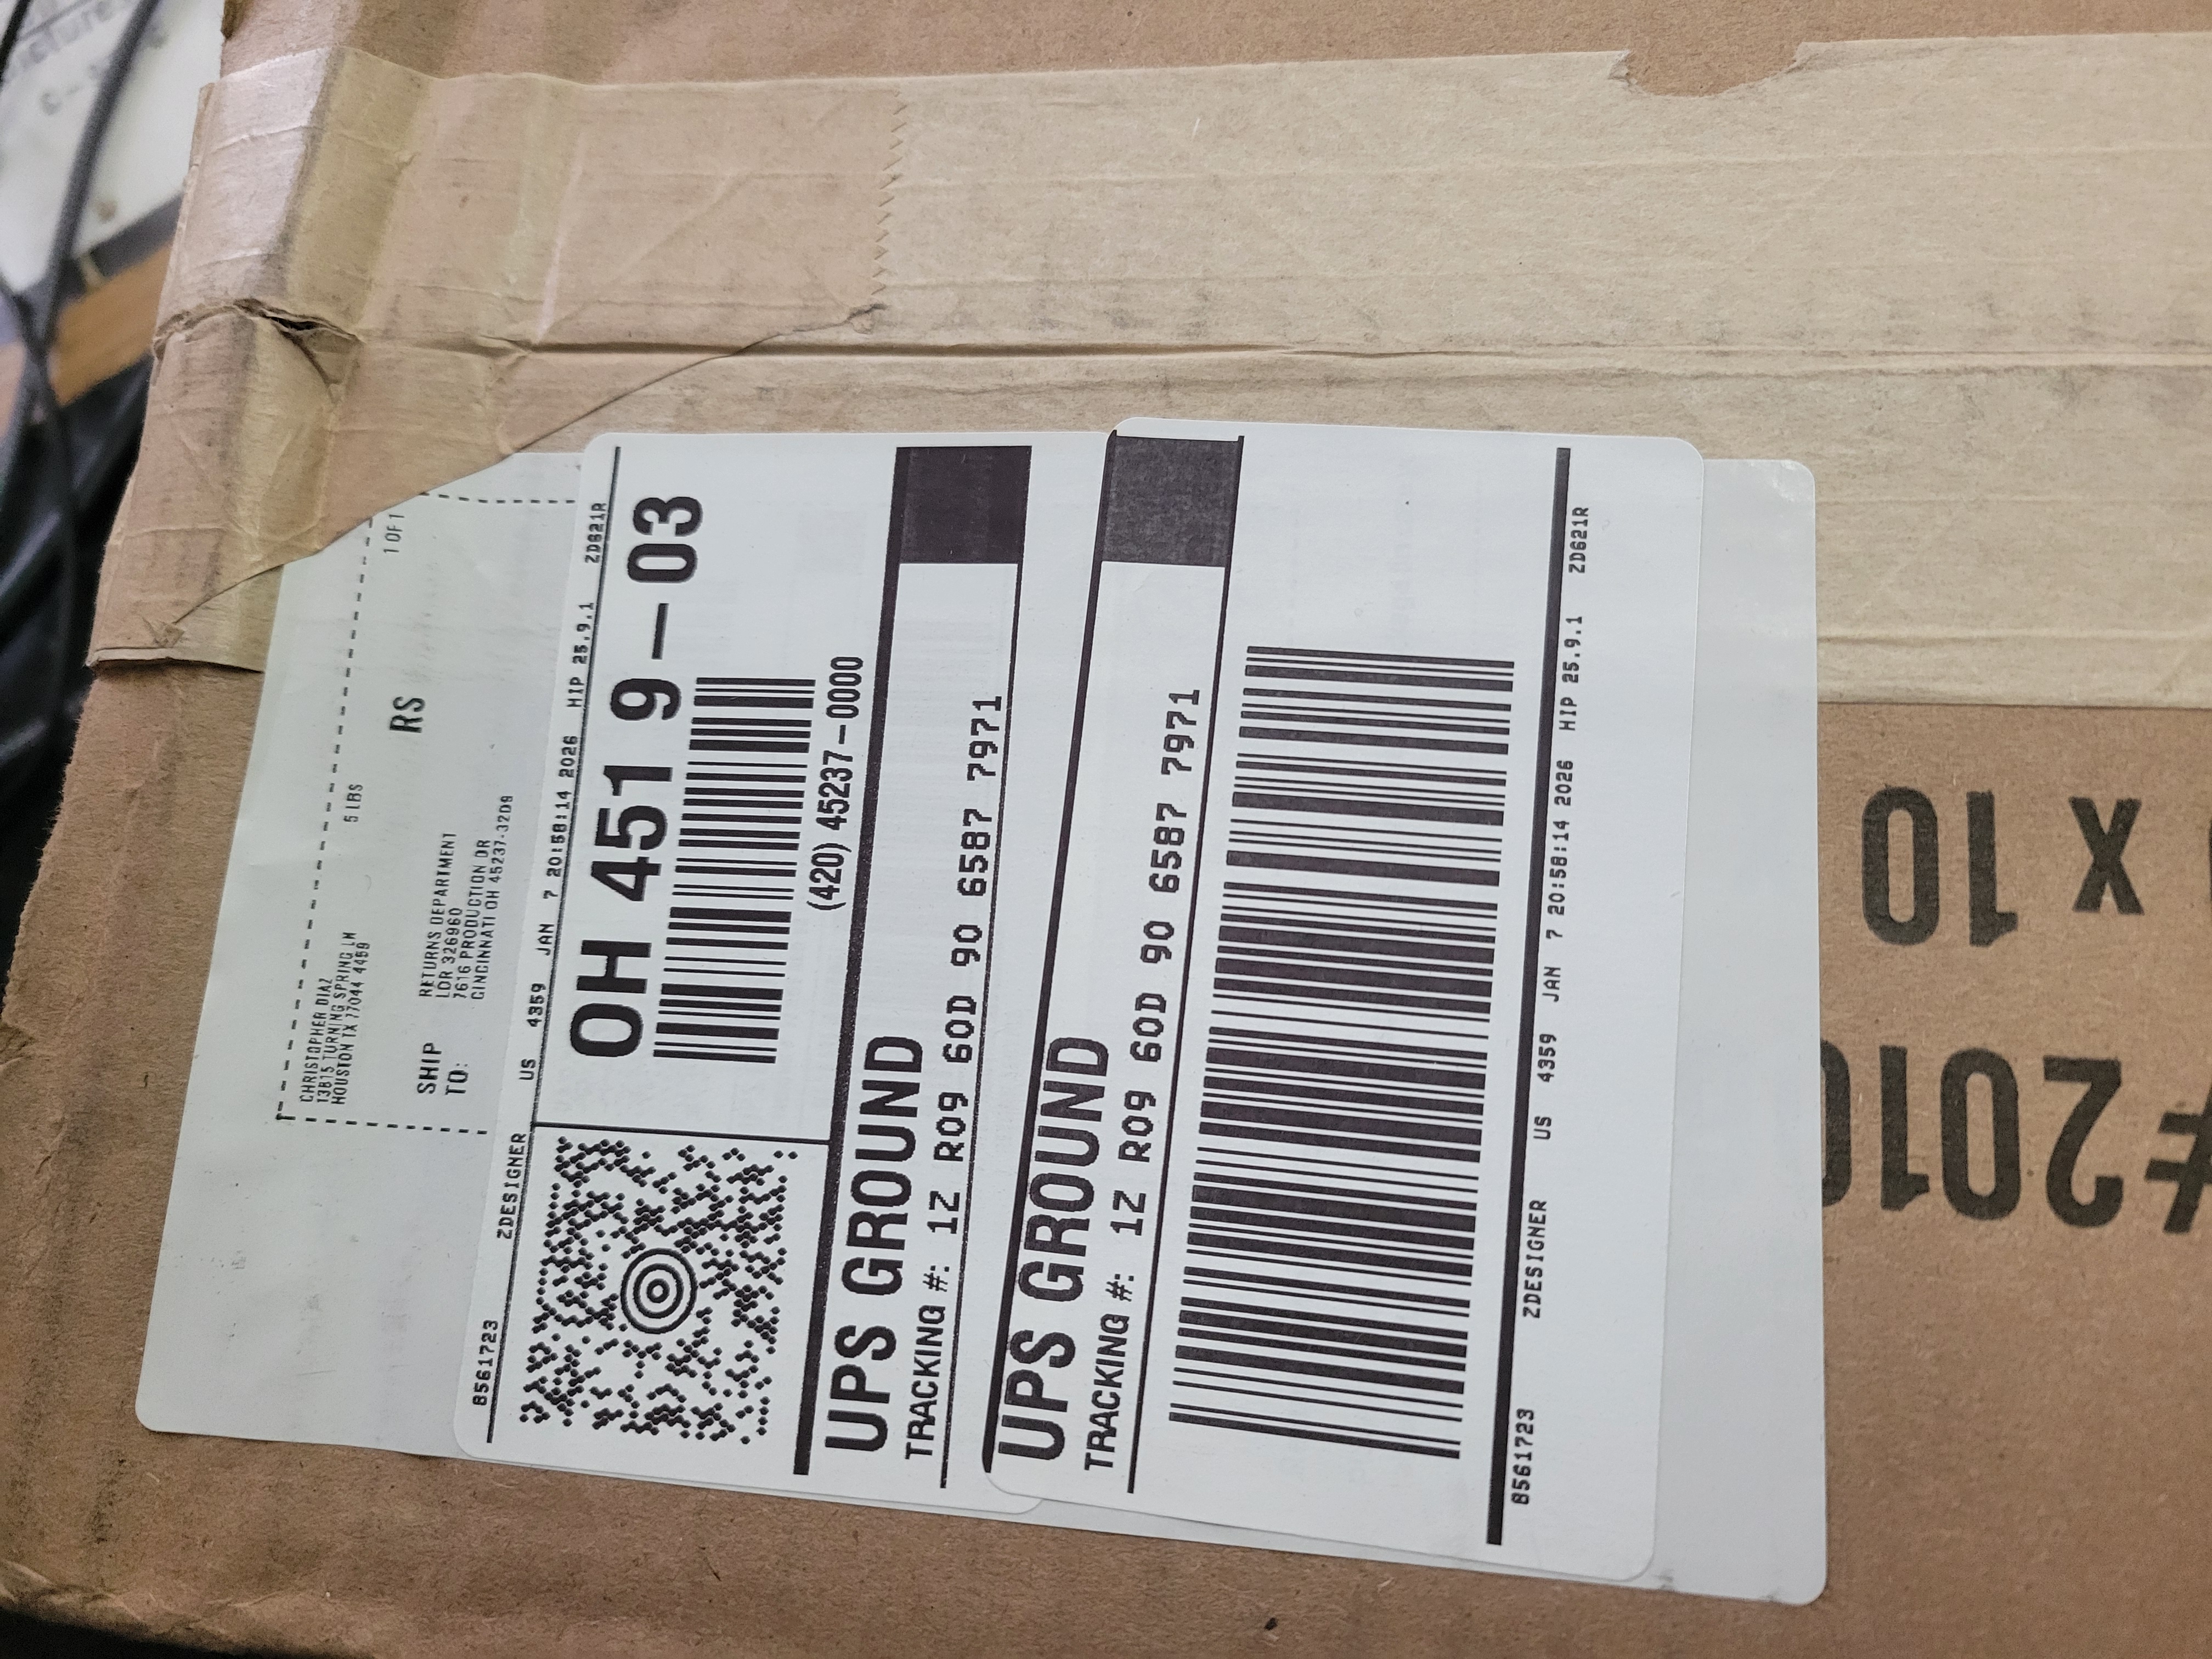 1 OF 1
5 LBS
RS
CHRISTOPHER DIAZ
13815 TURNING SPRING LN
HOUSTON TX 77044 4459
SHIP
TO:
RETURNS DEPARTMENT
LDR 326960
7616 PRODUCTION DR
CINCINNATI OH 45237-3209
8561723 ZDESIGNER US 4359 JAN 7 20:58:14 2026 HIP 25.9.1 ZD621R
OH 451 9-03
(420) 45237-0000
UPS GROUND
TRACKING #: 1Z R09 60D 90 6587 7971
UPS GROUND
TRACKING #: 1Z R09 60D 90 6587 7971
8561723 ZDESIGNER US 4359 JAN 7 20:58:14 2026 HIP 25.9.1 ZD621R
x 10